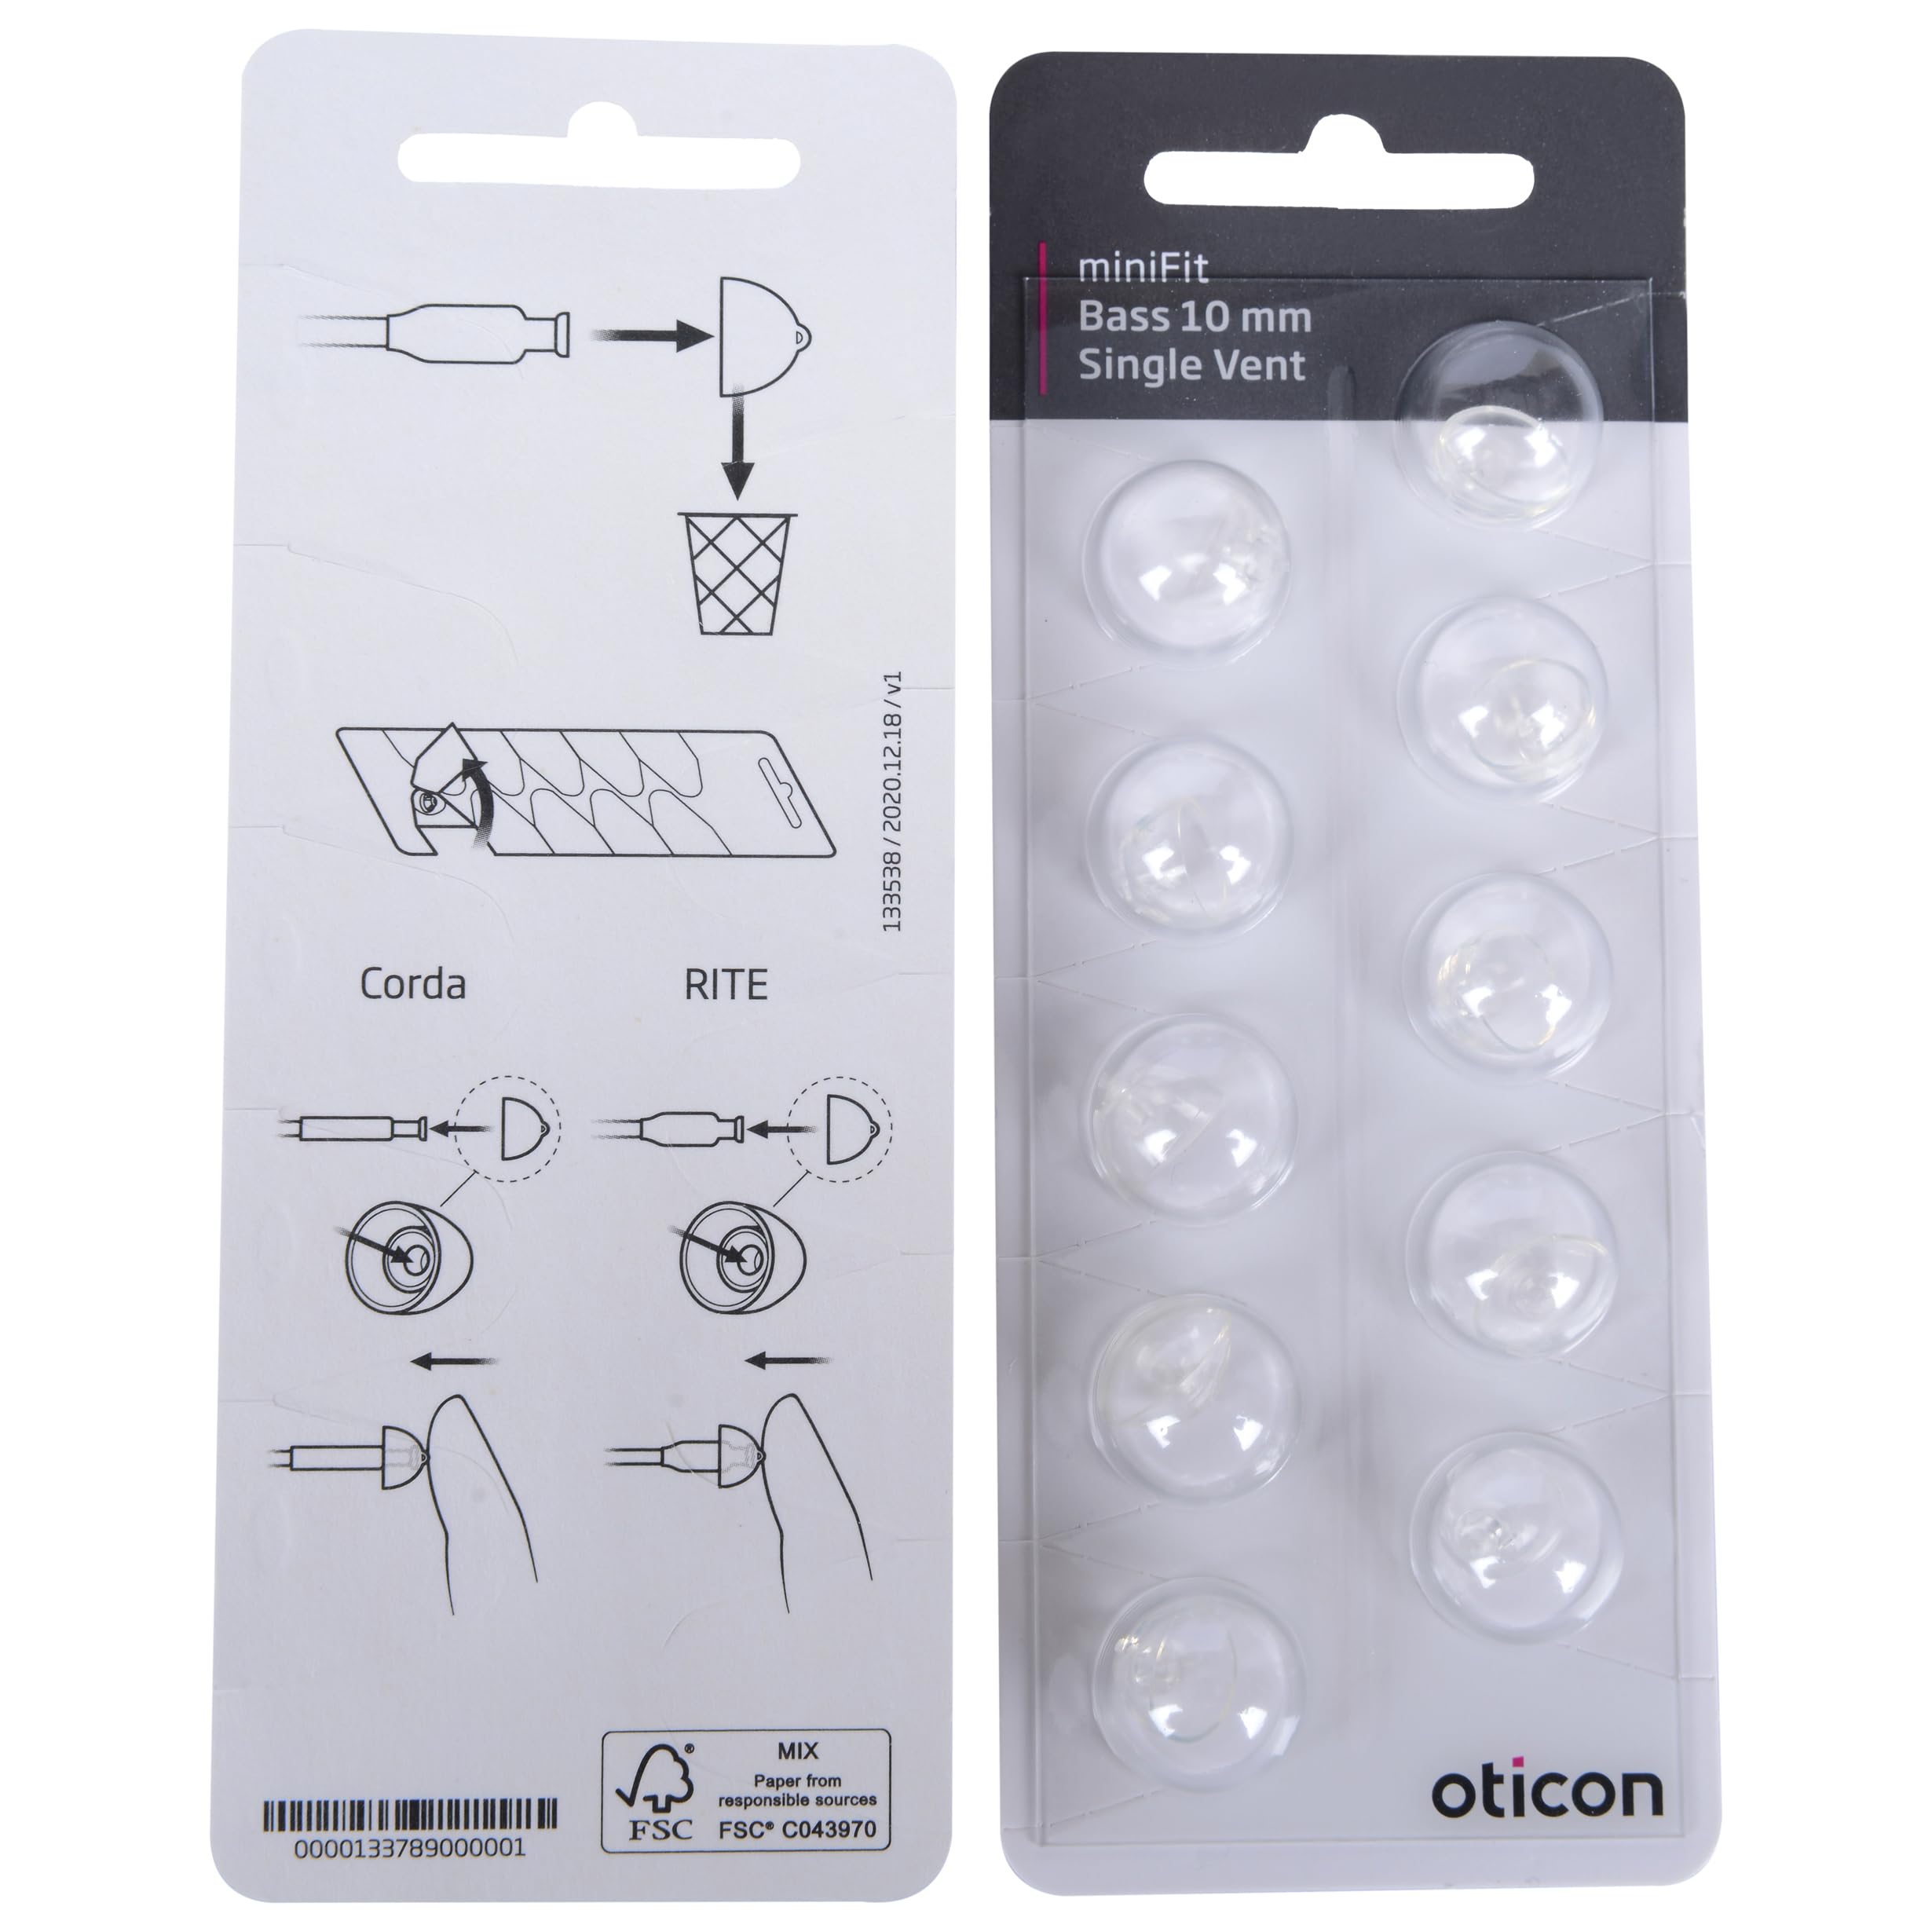 133538 / 2020.12.18 / v1
Corda
RITE
0000133789000001
MIX
Paper from
responsible sources
FSC
®
FSC® C043970
miniFit
Bass 10 mm
Single Vent
oticon